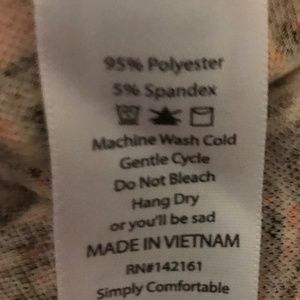 95% Polyester
5% Spandex
Machine Wash Cold
Gentle Cycle
Do Not Bleach
Hang Dry
or you'll be sad
MADE IN VIETNAM
RN#142161
Simply Comfortable